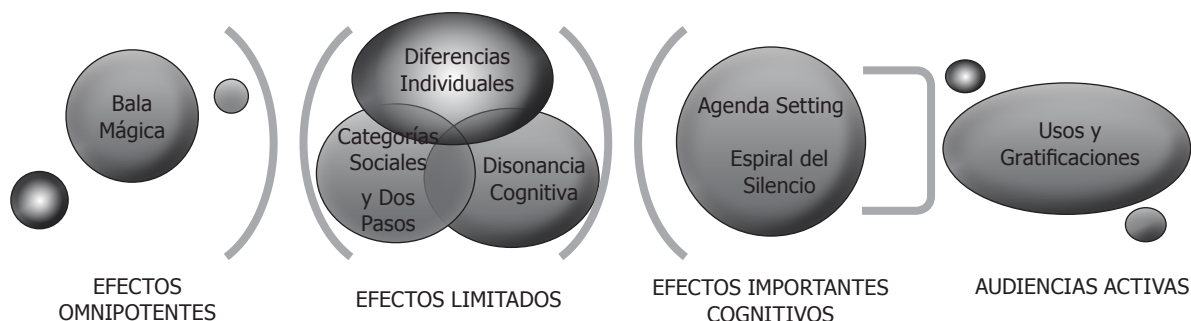 Bala
Mágica
Diferencias
Individuales
Categorías
Sociales
y Dos
Pasos
Disonancia
Cognitiva
Agenda Setting
Espiral del
Silencio
Usos y
Gratificaciones
EFECTOS
OMNIPOTENTES
EFECTOS LIMITADOS
EFECTOS IMPORTANTES
COGNITIVOS
AUDIENCIAS ACTIVAS